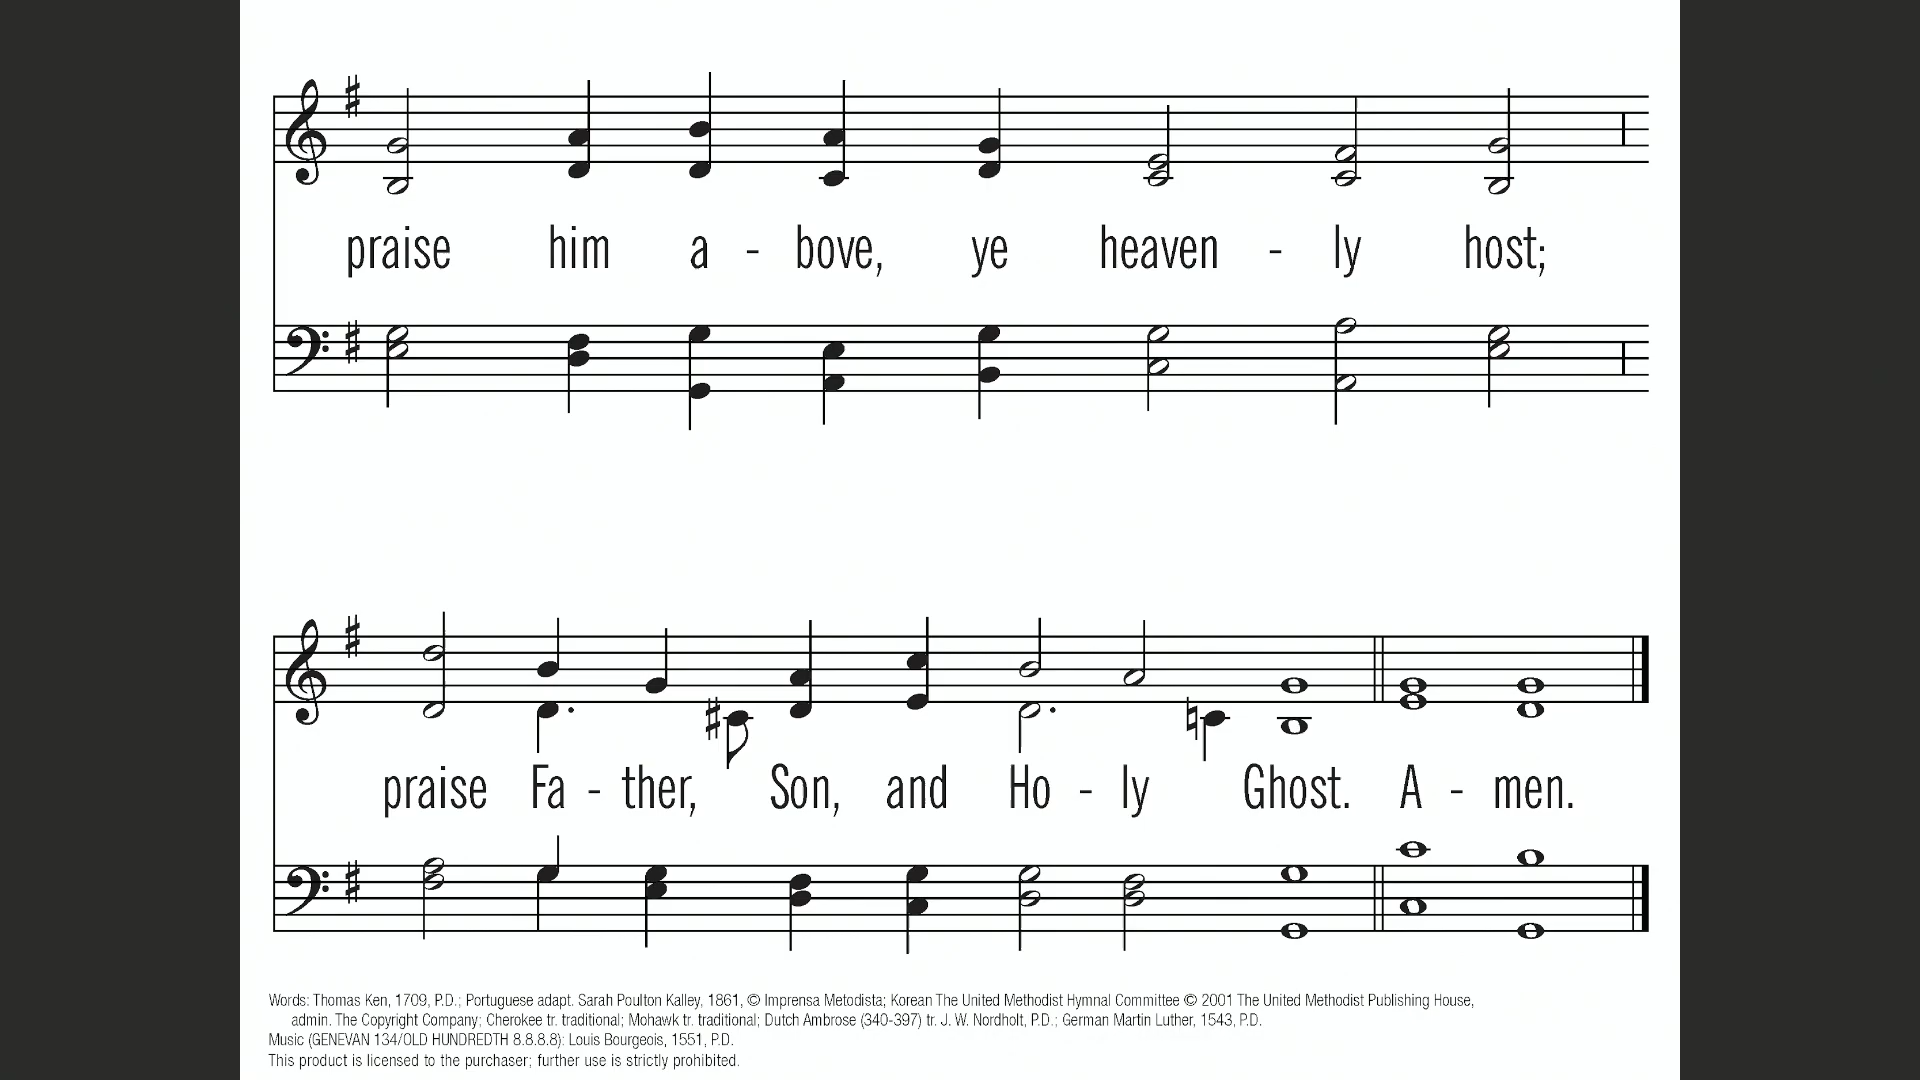 praise him a - bove, ye heaven - ly host;
praise Fa - ther, Son, and Ho - ly Ghost. A - men.
Words: Thomas Ken, 1709, P.D.; Portuguese adapt. Sarah Poulton Kalley, 1861, © Imprensa Metodista; Korean The United Methodist Hymnal Committee © 2001 The United Methodist Publishing House,
admin. The Copyright Company; Cherokee tr. traditional; Mohawk tr. traditional; Dutch Ambrose (340-397) tr. J. W. Nordholt, P.D.; German Martin Luther, 1543, P.D.
Music (GENEVAN 134/OLD HUNDREDTH 8.8.8.8): Louis Bourgeois, 1551, P.D.
This product is licensed to the purchaser; further use is strictly prohibited.